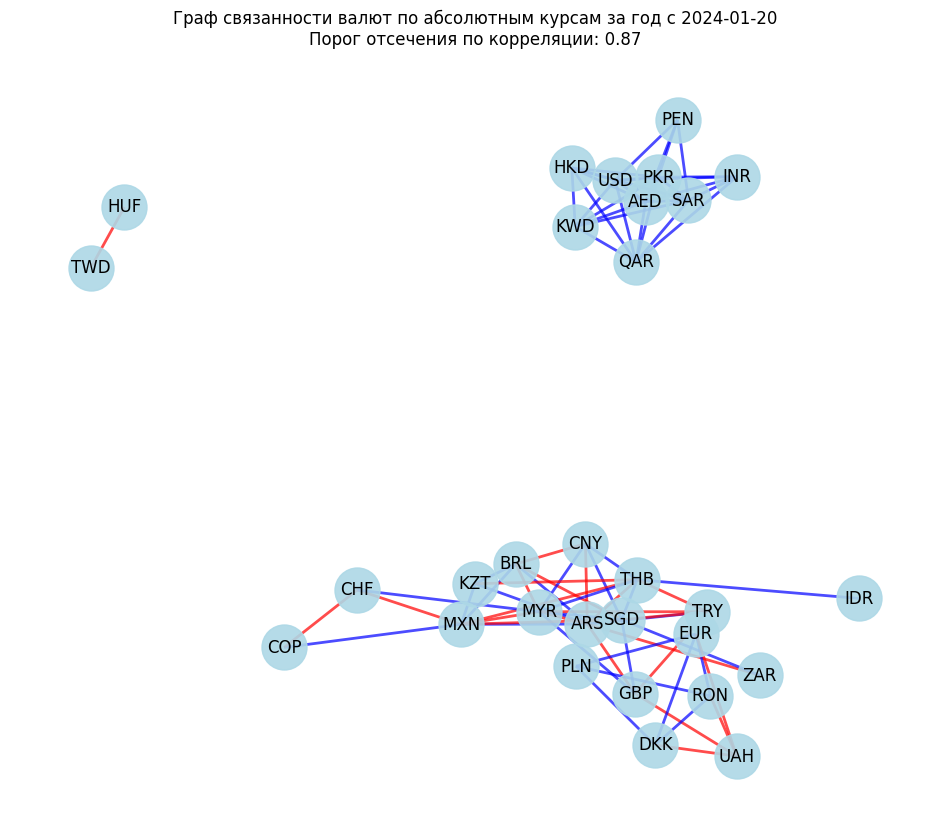 Граф связанности валют по абсолютным курсам за год с 2024-01-20
Порог отсечения по корреляции: 0.87
PEN
HKD
USD
PKR
INR
AED
SAR
KWD
QAR
HUF
TWD
CNY
BRL
KZT
THB
CHF
IDR
MYR
TRY
MXN
ARS
SGD
EUR
COP
PLN
ZAR
GBP
RON
DKK
UAH